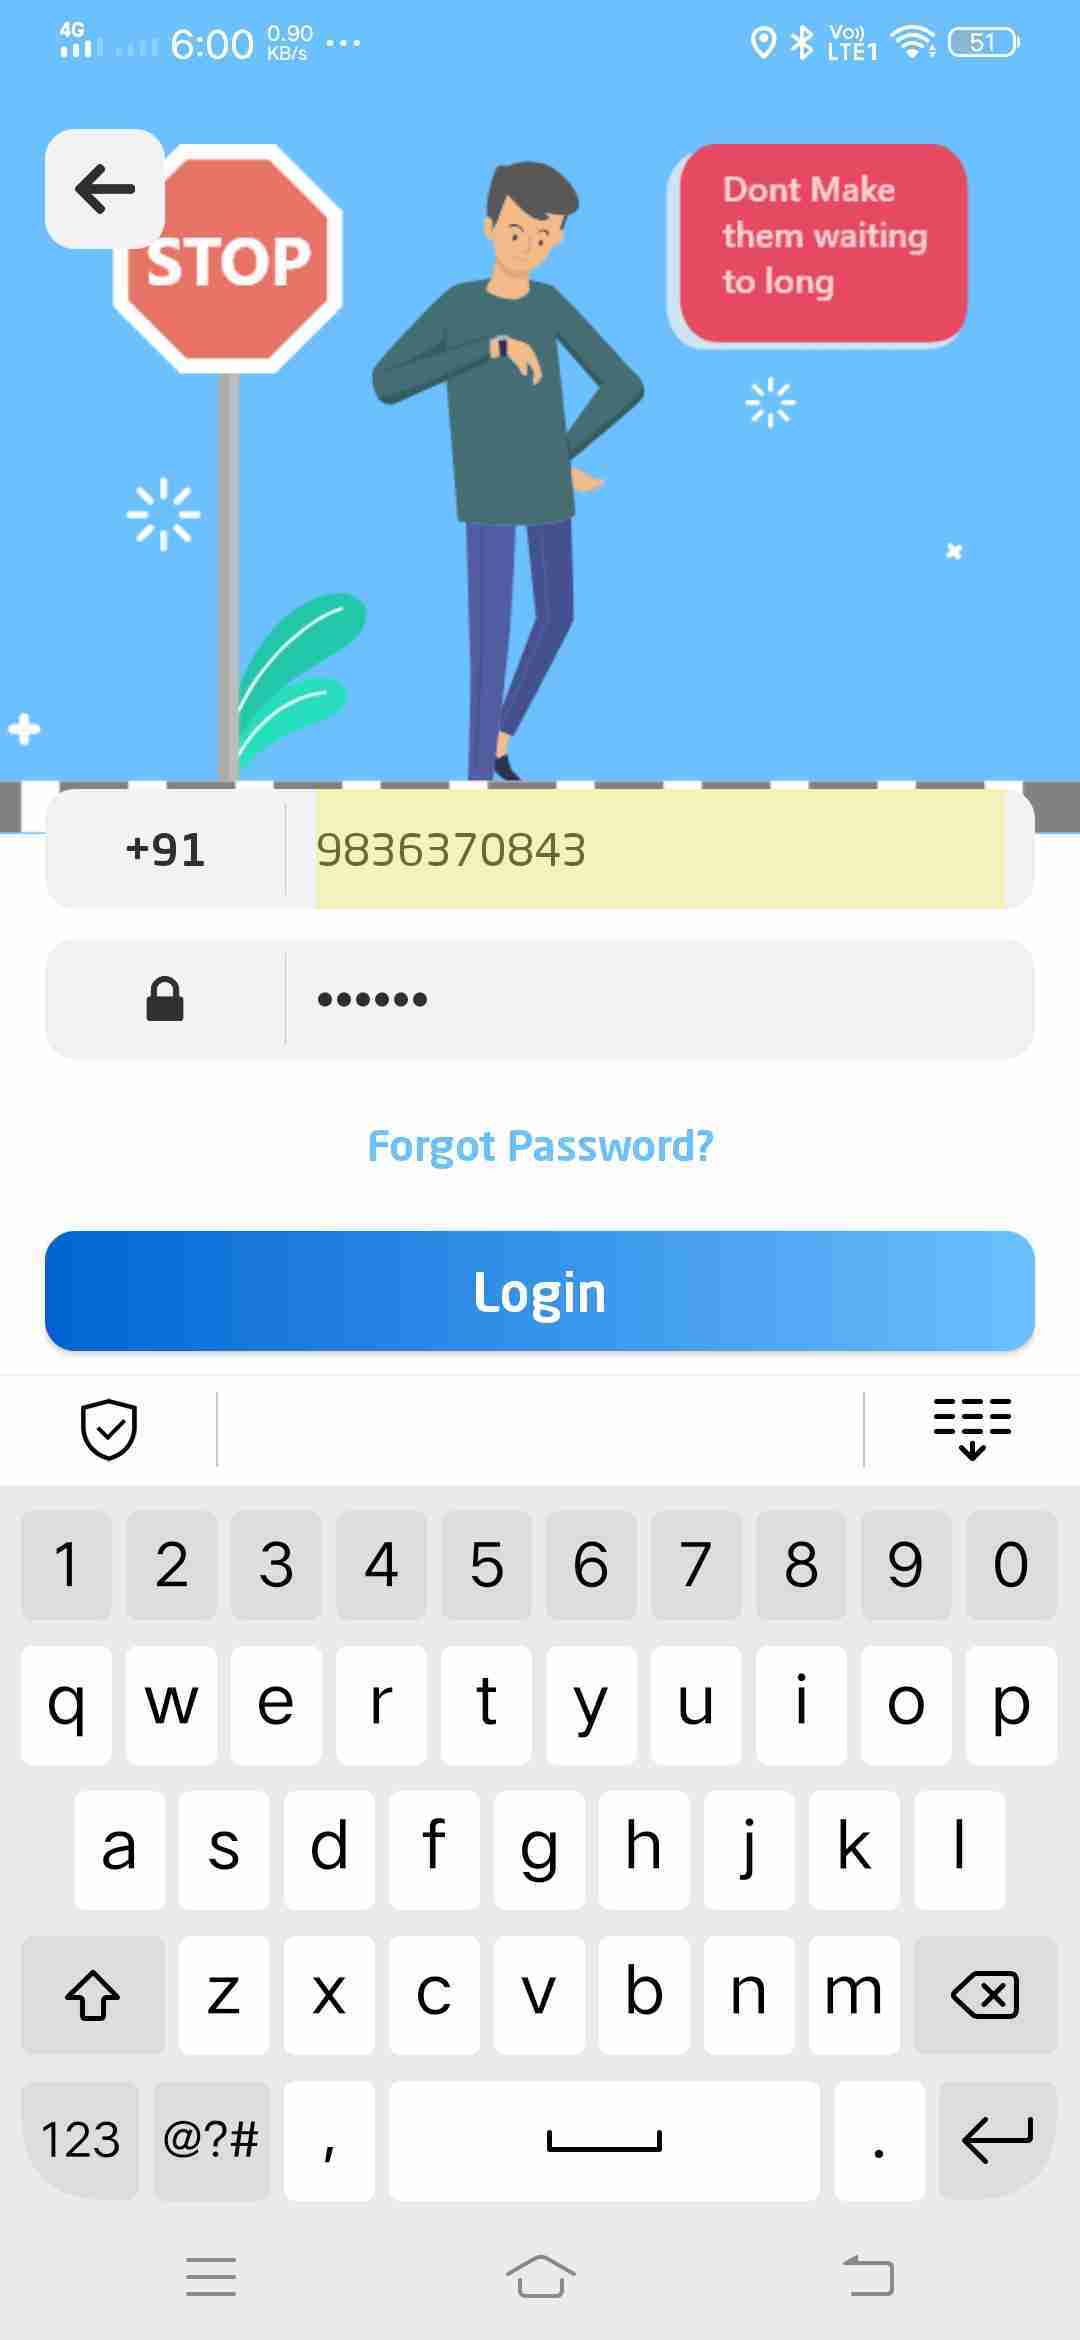 4G 6:00 0.90 KB/s ... Vo)) LTE1 51
STOP
Dont Make
them waiting
to long
+91 9836370843
••••••
Forgot Password?
Login
1 2 3 4 5 6 7 8 9 0
q w e r t y u i o p
a s d f g h j k l
z x c v b n m
123 @?# , .